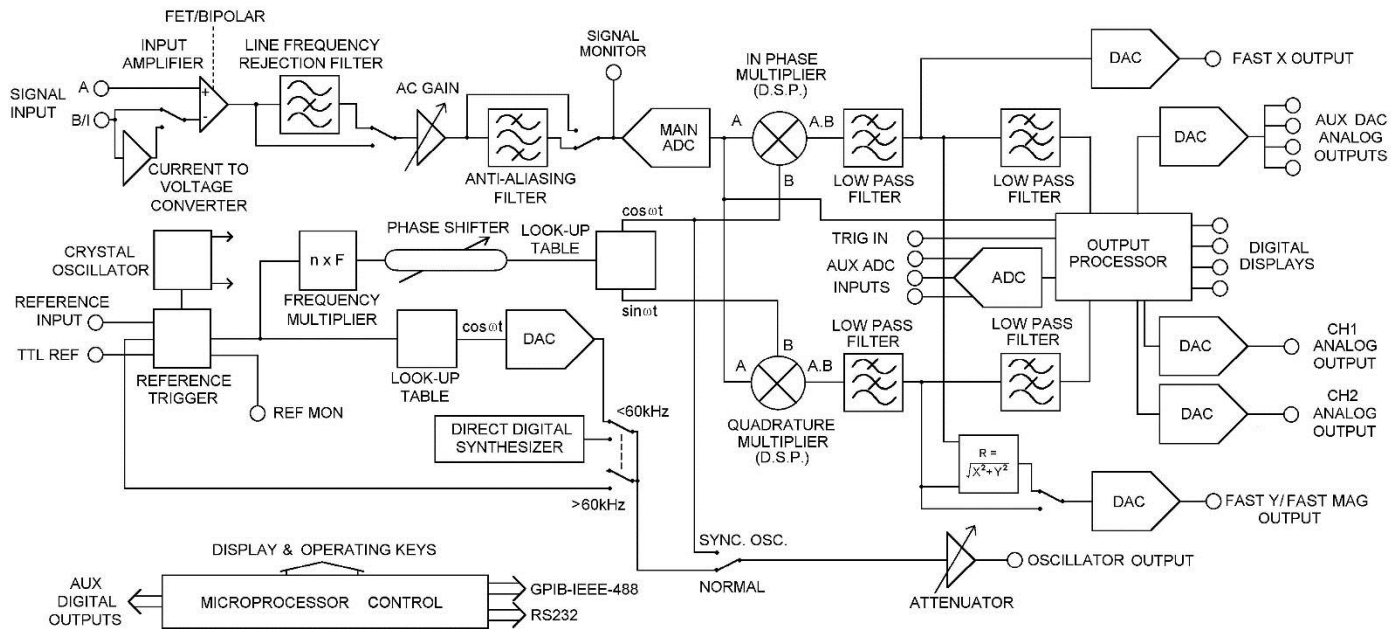 FET/BIPOLAR
INPUT
AMPLIFIER
LINE FREQUENCY
REJECTION FILTER
SIGNAL
MONITOR
SIGNAL
INPUT
A
B/I
+
-
CURRENT TO
VOLTAGE
CONVERTER
AC GAIN
ANTI-ALIASING
FILTER
MAIN
ADC
IN PHASE
MULTIPLIER
(D.S.P.)
A
A.B
B
LOW PASS
FILTER
LOW PASS
FILTER
DAC
FAST X OUTPUT
DAC
AUX DAC
ANALOG
OUTPUTS
CRYSTAL
OSCILLATOR
REFERENCE
INPUT
TTL REF
REFERENCE
TRIGGER
REF MON
n x F
FREQUENCY
MULTIPLIER
PHASE SHIFTER
LOOK-UP
TABLE
cosωt
sinωt
LOOK-UP
TABLE
cosωt
DAC
TRIG IN
AUX ADC
INPUTS
ADC
OUTPUT
PROCESSOR
DIGITAL
DISPLAYS
A
B
A.B
QUADRATURE
MULTIPLIER
(D.S.P.)
LOW PASS
FILTER
LOW PASS
FILTER
DAC
CH1
ANALOG
OUTPUT
DAC
CH2
ANALOG
OUTPUT
<60kHz
DIRECT DIGITAL
SYNTHESIZER
>60kHz
R =
√X²+Y²
DAC
FAST Y/FAST MAG
OUTPUT
SYNC. OSC.
NORMAL
ATTENUATOR
OSCILLATOR OUTPUT
DISPLAY & OPERATING KEYS
AUX
DIGITAL
OUTPUTS
MICROPROCESSOR CONTROL
GPIB-IEEE-488
RS232